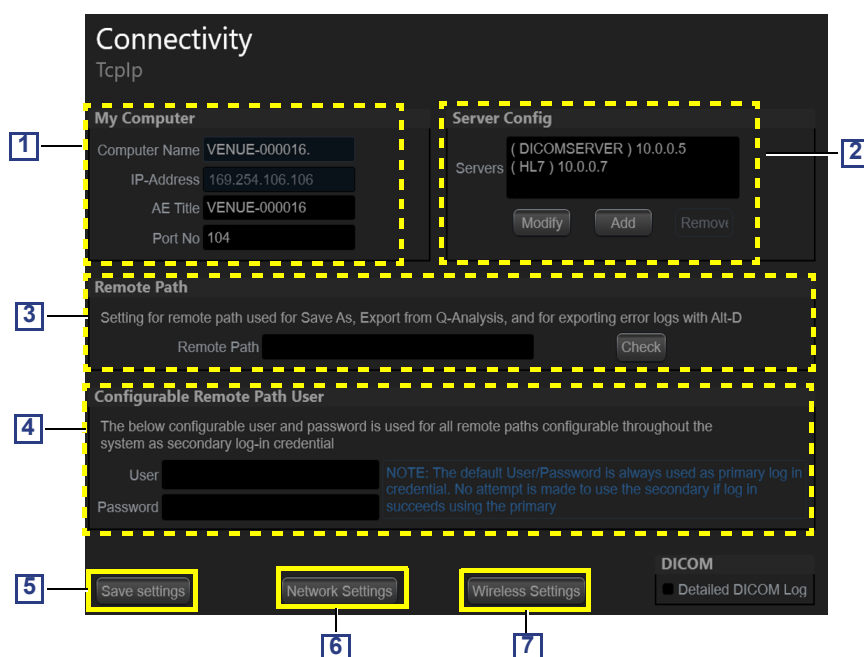 Connectivity
TcpIp
My Computer
Computer Name VENUE-000016.
IP-Address 169.254.106.106
AE Title VENUE-000016
Port No 104
1
Server Config
Servers ( DICOMSERVER ) 10.0.0.5
( HL7 ) 10.0.0.7
Modify Add Remove
2
Remote Path
Setting for remote path used for Save As, Export from Q-Analysis, and for exporting error logs with Alt-D
Remote Path Check
3
Configurable Remote Path User
The below configurable user and password is used for all remote paths configurable throughout the
system as secondary log-in credential
User
Password
NOTE: The default User/Password is always used as primary log in
credential. No attempt is made to use the secondary if log in
succeeds using the primary
4
Save settings Network Settings Wireless Settings
DICOM
Detailed DICOM Log
5
6
7